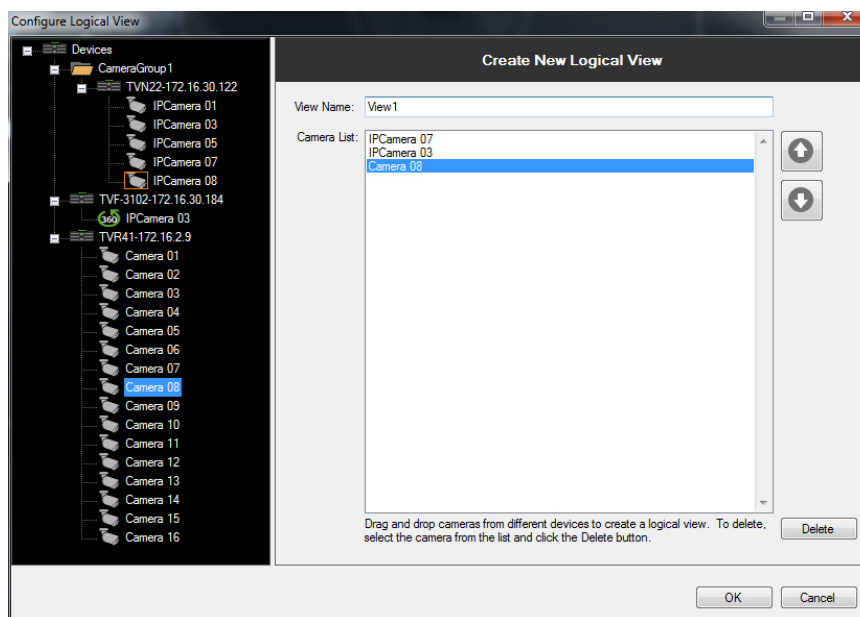 Configure Logical View
Devices
CameraGroup1
TVN22-172.16.30.122
IPCamera 01
IPCamera 03
IPCamera 05
IPCamera 07
IPCamera 08
TVF-3102-172.16.30.184
360 IPCamera 03
TVR41-172.16.2.9
Camera 01
Camera 02
Camera 03
Camera 04
Camera 05
Camera 06
Camera 07
Camera 08
Camera 09
Camera 10
Camera 11
Camera 12
Camera 13
Camera 14
Camera 15
Camera 16
Create New Logical View
View Name: View1
Camera List: IPCamera 07
IPCamera 03
Camera 08
Drag and drop cameras from different devices to create a logical view. To delete,
select the camera from the list and click the Delete button.
Delete
OK Cancel